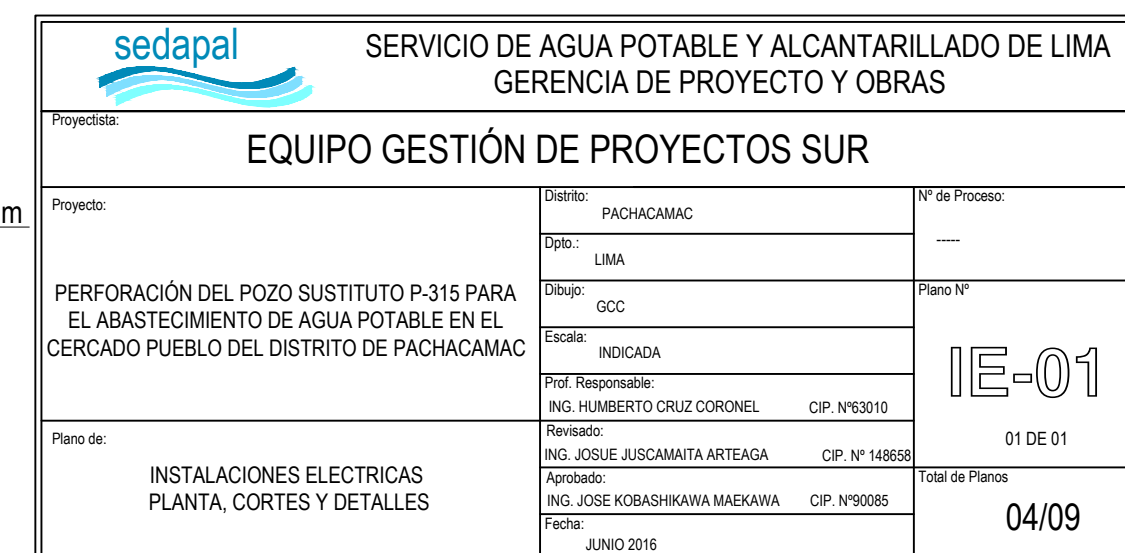 sedapal
SERVICIO DE AGUA POTABLE Y ALCANTARILLADO DE LIMA
GERENCIA DE PROYECTO Y OBRAS
Proyectista:
EQUIPO GESTIÓN DE PROYECTOS SUR
m
Proyecto:
PERFORACIÓN DEL POZO SUSTITUTO P-315 PARA
EL ABASTECIMIENTO DE AGUA POTABLE EN EL
CERCADO PUEBLO DEL DISTRITO DE PACHACAMAC
Plano de:
INSTALACIONES ELECTRICAS
PLANTA, CORTES Y DETALLES
Distrito:
PACHACAMAC
Dpto.:
LIMA
Dibujo:
GCC
Escala:
INDICADA
Prof. Responsable:
ING. HUMBERTO CRUZ CORONEL CIP. Nº63010
Revisado:
ING. JOSUE JUSCAMAITA ARTEAGA CIP. Nº 148658
Aprobado:
ING. JOSE KOBASHIKAWA MAEKAWA CIP. Nº90085
Fecha:
JUNIO 2016
Nº de Proceso:
-----
Plano Nº
IE-01
01 DE 01
Total de Planos
04/09